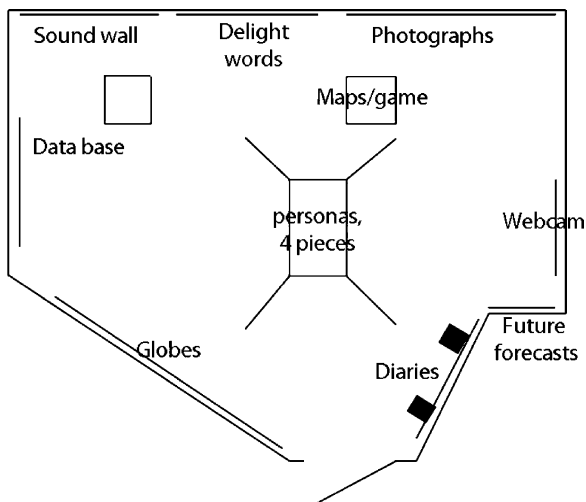 Sound wall
Delight
words
Photographs
Maps/game
Data base
personas,
4 pieces
Webcam
Globes
Future
forecasts
Diaries